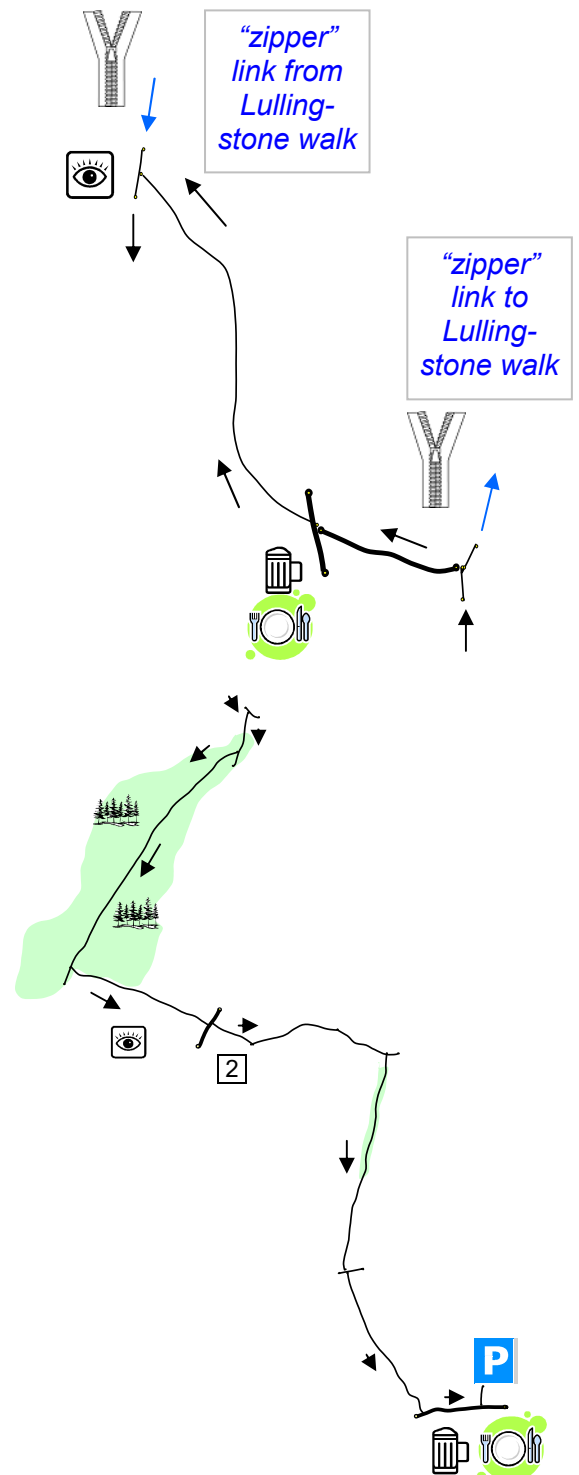 “zipper”
link from
Lulling-
stone walk
“zipper”
link to
Lulling-
stone walk
2
P